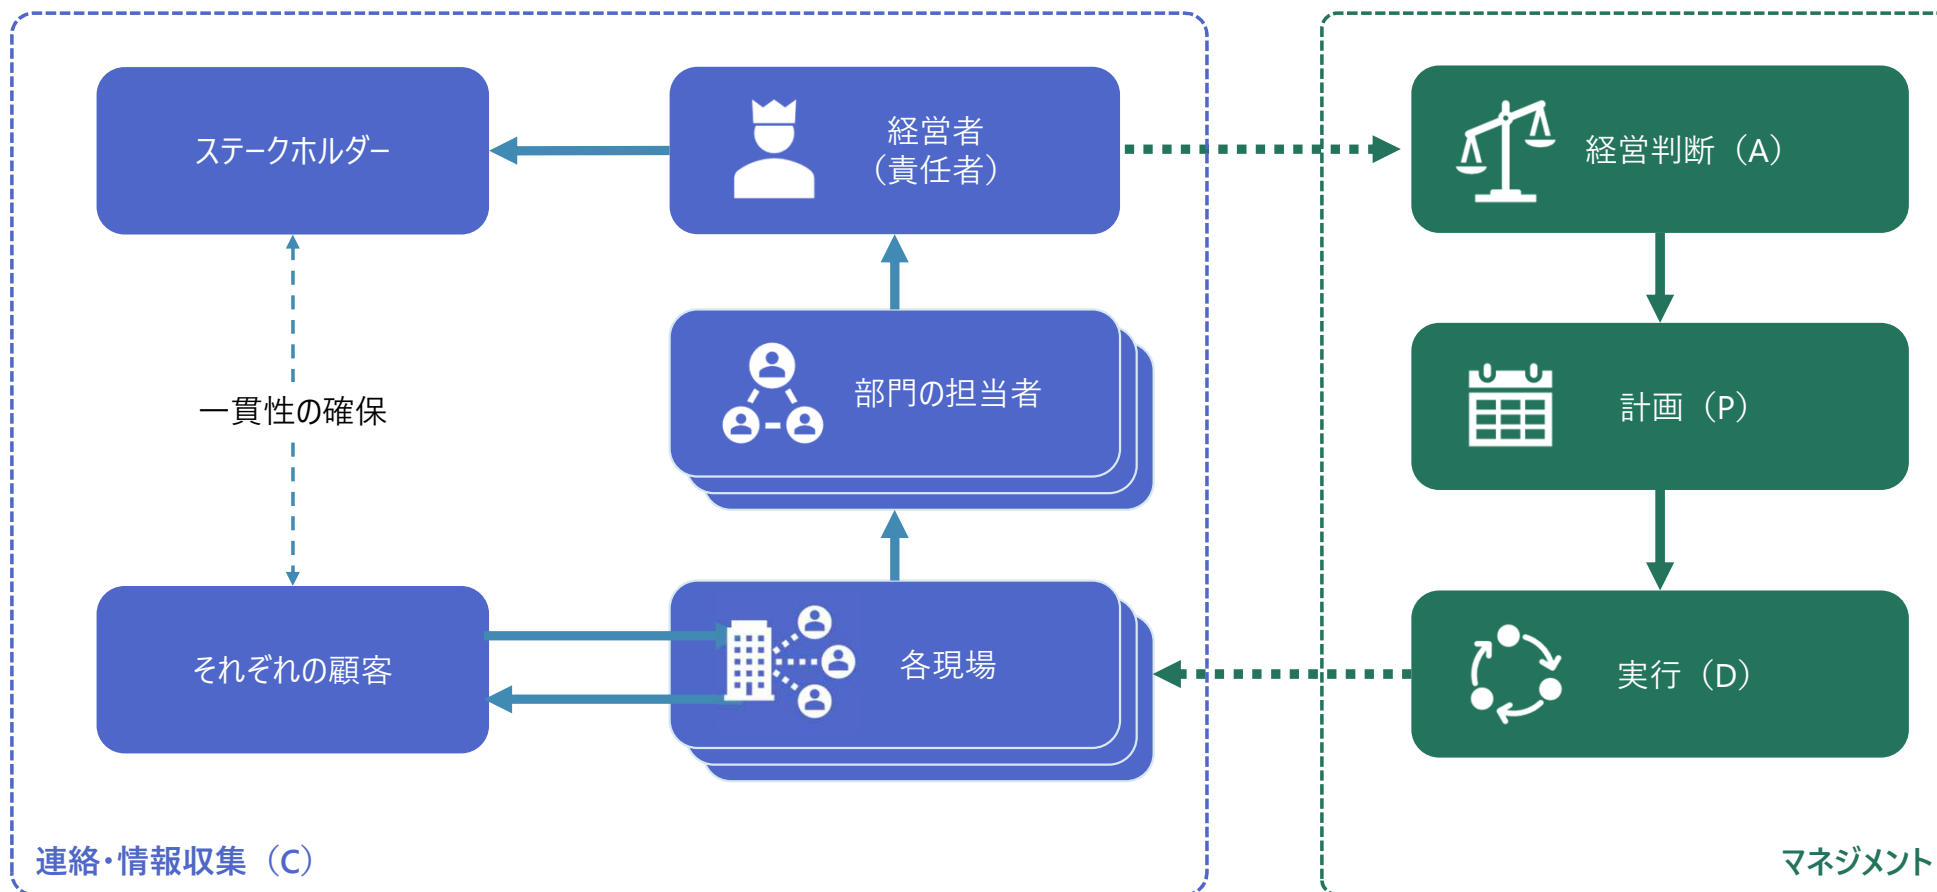 ステークホルダー
経営者
（責任者）
経営判断（A）
部門の担当者
計画（P）
一貫性の確保
それぞれの顧客
各現場
実行（D）
連絡・情報収集（C）
マネジメント